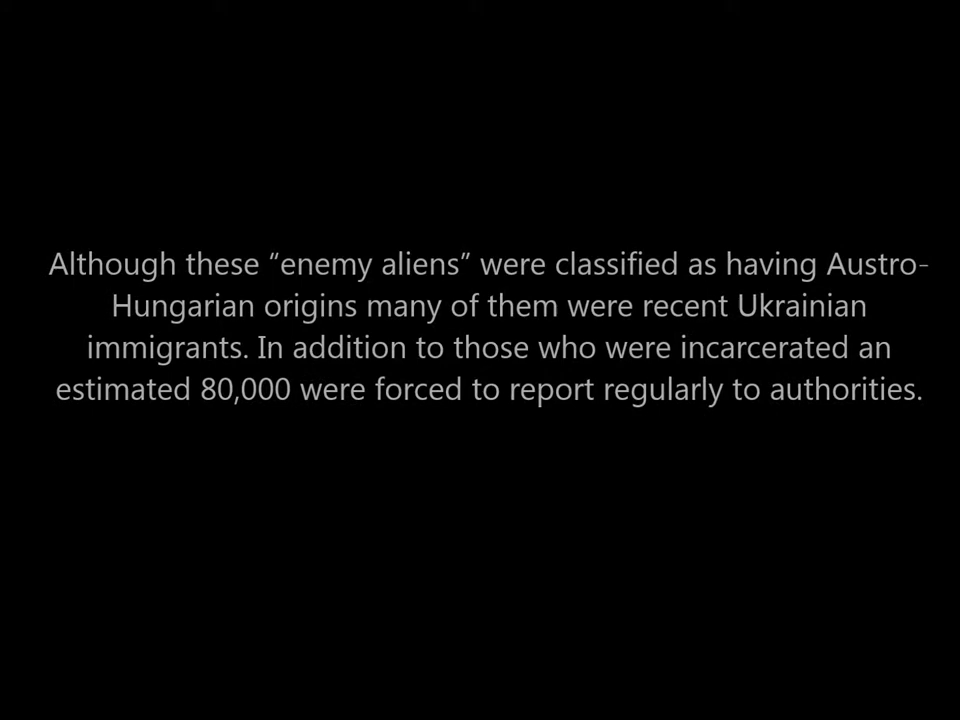 Although these “enemy aliens” were classified as having Austro-
Hungarian origins many of them were recent Ukrainian
immigrants. In addition to those who were incarcerated an
estimated 80,000 were forced to report regularly to authorities.